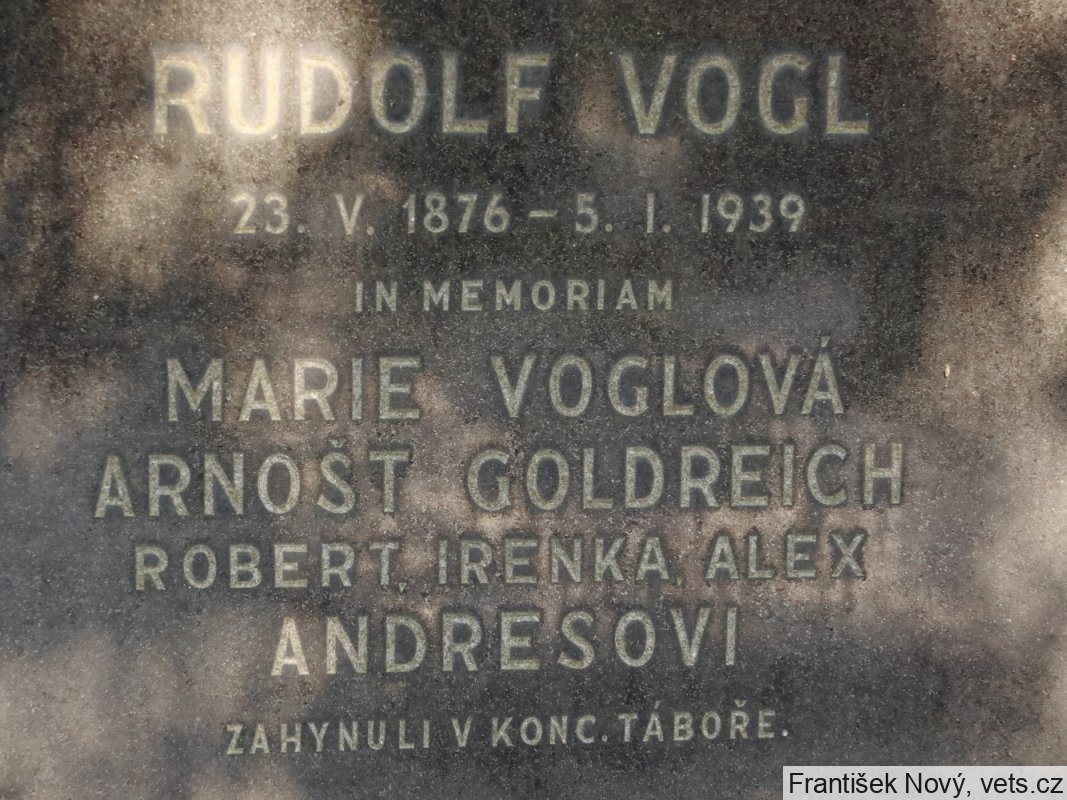 RUDOLF VOGL
23. V. 1876 – 5. I. 1939
IN MEMORIAM
MARIE VOGLOVÁ
ARNOŠT GOLDREICH
ROBERT, IRENKA, ALEX
ANDRESOVI
ZAHYNULI V KONC. TÁBOŘE.
František Nový, vets.cz